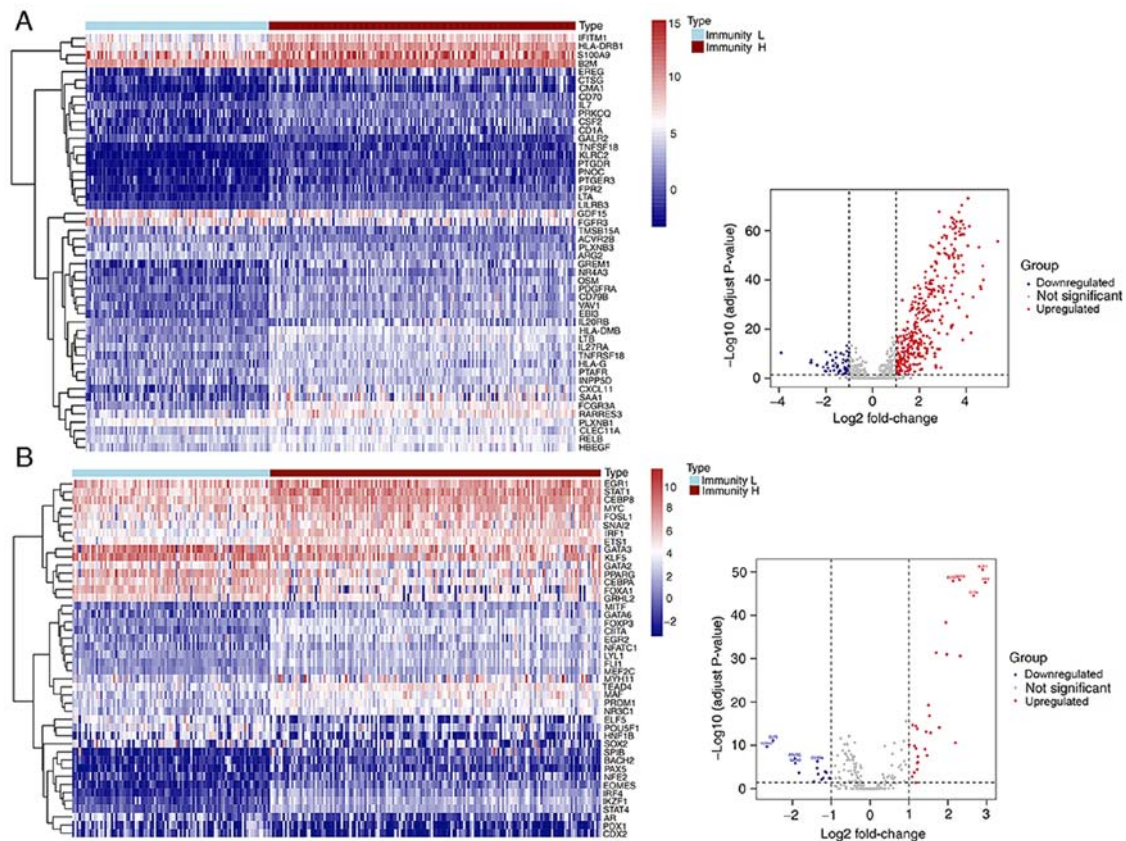 A
Type
IFITM1
HLA-DRB1
S100A9
B2M
EREG
CTSG
CMA1
CD70
IL7
PRKCQ
CSF2
CD1A
GALR2
TNFSF18
KLRC2
PTGDR
PNOC
PTGER3
FPR2
LTA
LILRB3
GDF15
FGFR3
TMSB15A
ACVR2B
PLXNB3
ARG2
GREM1
NR4A3
OSM
PDGFRA
CD79B
VAV1
EBI3
IL20RB
HLA-DMB
LTB
IL27RA
TNFRSF18
HLA-G
PTAFR
INPP5D
CXCL11
SAA1
FCGR3A
RARRES3
PLXNB1
CLEC11A
RELB
HBEGF
15
10
5
0
Type
Immunity L
Immunity H
60
40
20
0
−4
−2
0
2
4
−Log10 (adjust P-value)
Log2 fold-change
Group
Downregulated
Not significant
Upregulated
B
Type
EGR1
STAT1
CEBP8
MYC
FOSL1
SNAI2
IRF1
ETS1
GATA3
KLF5
GATA2
PPARG
CEBPA
FOXA1
GRHL2
MITF
GATA6
FOXP3
CIITA
EGR2
NFATC1
LYL1
FLI1
MEF2C
MYH11
TEAD4
MAF
PRDM1
NR3C1
ELF5
POU5F1
HNF1B
SOX2
SPIB
BACH2
PAX5
NFE2
EOMES
IRF4
IKZF1
STAT4
AR
PDX1
CDX2
10
8
6
4
2
0
−2
Type
Immunity L
Immunity H
50
40
30
20
10
0
−2
−1
0
1
2
3
−Log10 (adjust P-value)
Log2 fold-change
Group
Downregulated
Not significant
Upregulated